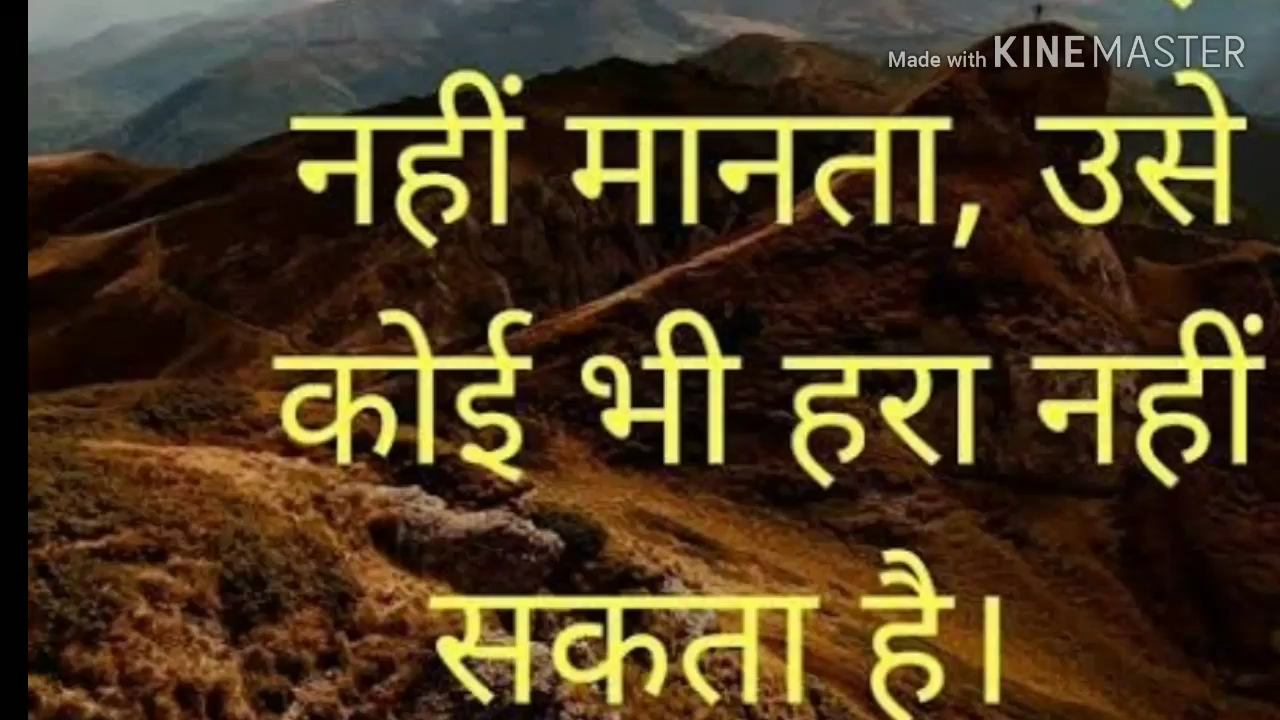 Made with KINEMASTER
नहीं मानता, उसे
कोई भी हरा नहीं
सकता है।